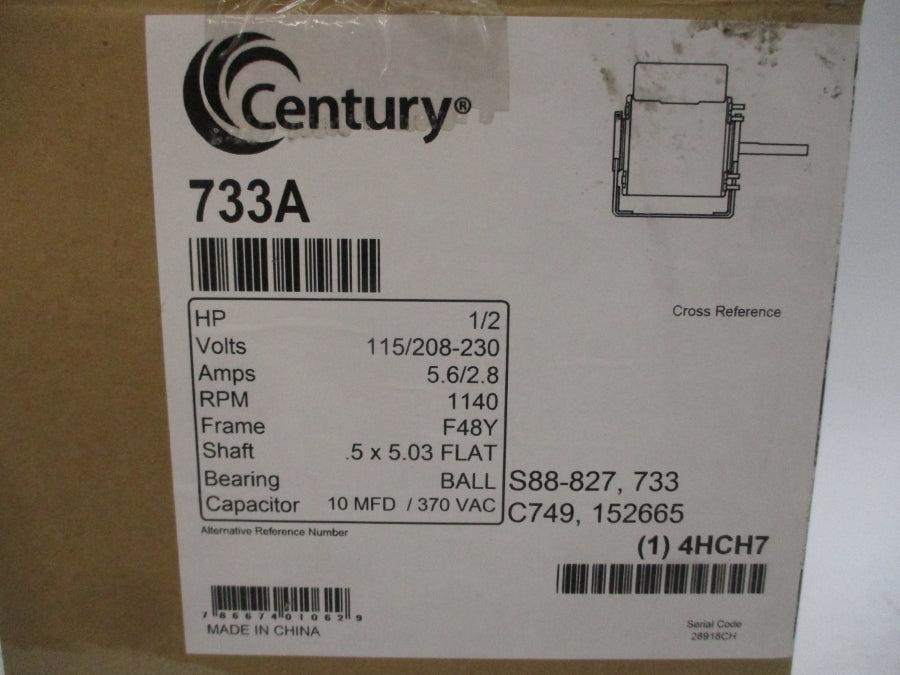 Century®
733A
HP 1/2
Volts 115/208-230
Amps 5.6/2.8
RPM 1140
Frame F48Y
Shaft .5 x 5.03 FLAT
Bearing BALL
Capacitor 10 MFD / 370 VAC
Alternative Reference Number
Cross Reference
S88-827, 733
C749, 152665
(1) 4HCH7
7 86674 01062 9
MADE IN CHINA
Serial Code
28918CH